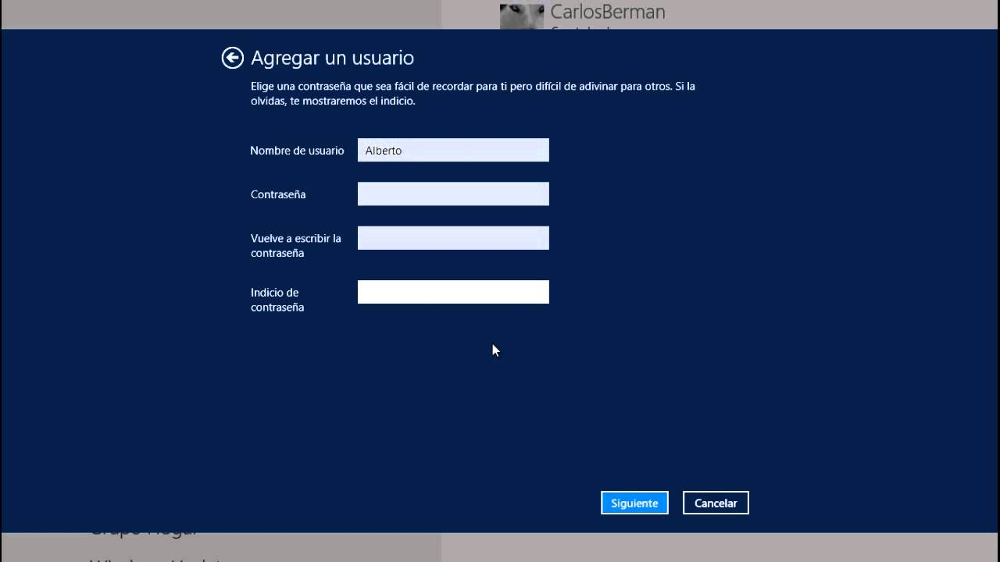 CarlosBerman
Agregar un usuario
Elige una contraseña que sea fácil de recordar para ti pero difícil de adivinar para otros. Si la
olvidas, te mostraremos el indicio.
Nombre de usuario
Alberto
Contraseña
Vuelve a escribir la
contraseña
Indicio de
contraseña
Siguiente
Cancelar
Grupo Hogar